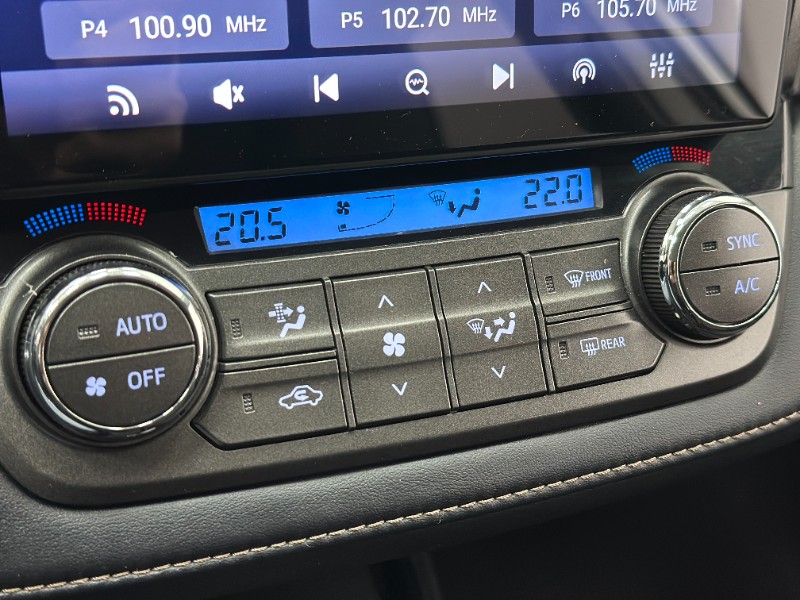 P4 100.90 MHz P5 102.70 MHz P6 105.70 MHz
20.5 22.0
AUTO
OFF
FRONT
REAR
SYNC
A/C